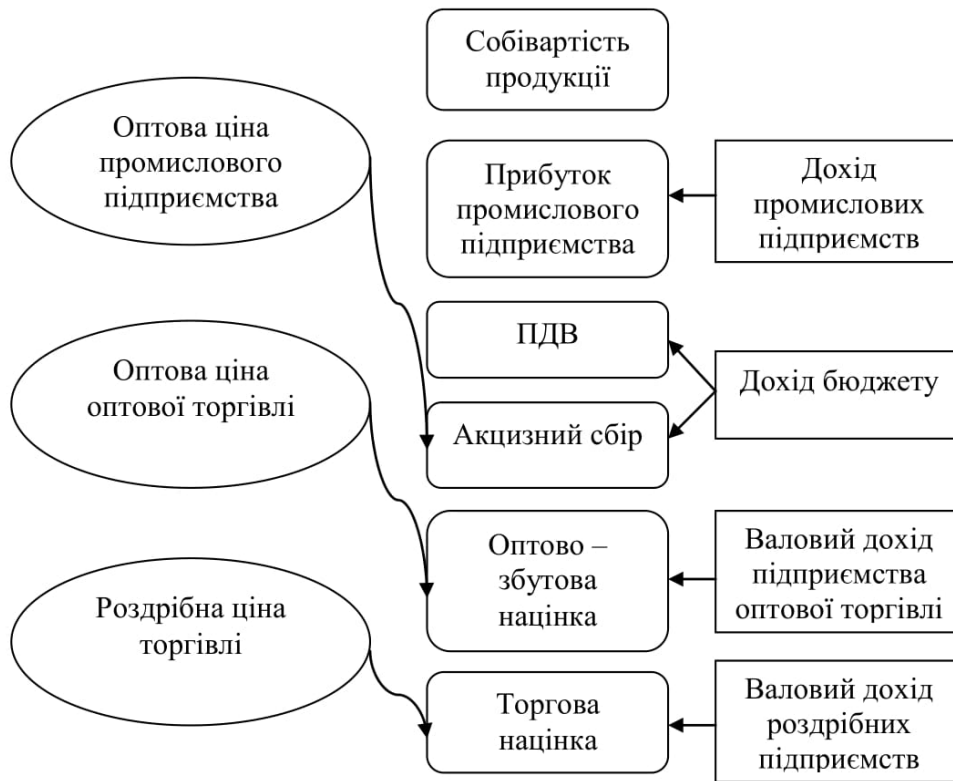 Собівартість
продукції
Оптова ціна
промислового
підприємства
Прибуток
промислового
підприємства
Дохід
промислових
підприємств
ПДВ
Оптова ціна
оптової торгівлі
Дохід бюджету
Акцизний сбір
Оптово –
збутова
націнка
Валовий дохід
підприємства
оптової торгівлі
Роздрібна ціна
торгівлі
Торгова
націнка
Валовий дохід
роздрібних
підприємств